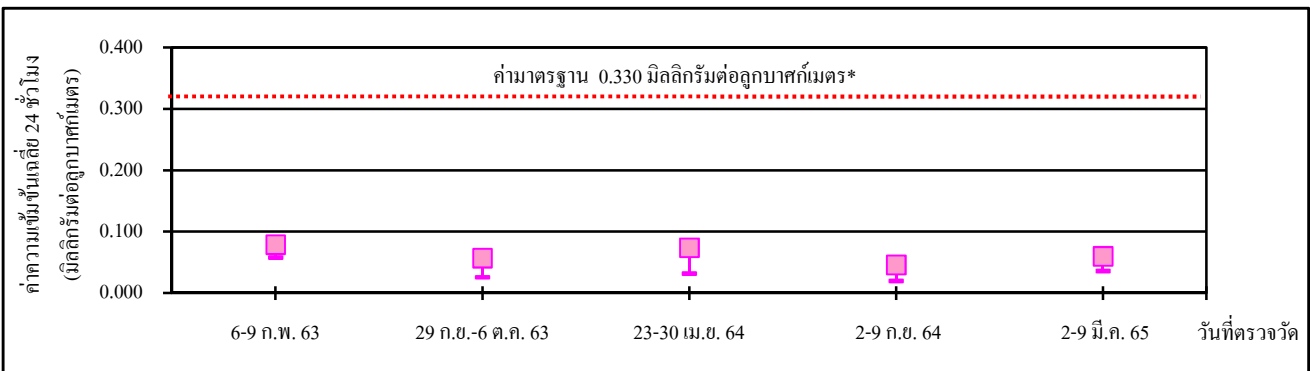 ค่าความเข้มข้นเฉลี่ย 24 ชั่วโมง
(มิลลิกรัมต่อลูกบาศก์เมตร)
0.400
ค่ามาตรฐาน 0.330 มิลลิกรัมต่อลูกบาศก์เมตร*
0.300
0.200
0.100
0.000
6-9 ก.พ. 63 29 ก.ย.-6 ต.ค. 63 23-30 เม.ย. 64 2-9 ก.ย. 64 2-9 มี.ค. 65 วันที่ตรวจวัด